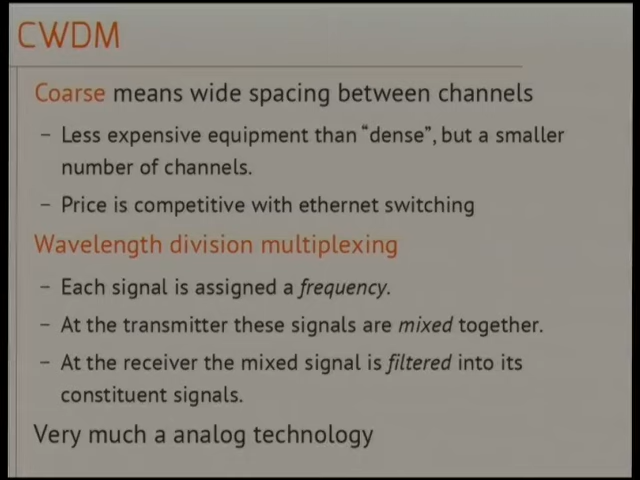 CWDM
Coarse means wide spacing between channels
– Less expensive equipment than “dense”, but a smaller
number of channels.
– Price is competitive with ethernet switching
Wavelength division multiplexing
– Each signal is assigned a frequency.
– At the transmitter these signals are mixed together.
– At the receiver the mixed signal is filtered into its
constituent signals.
Very much a analog technology